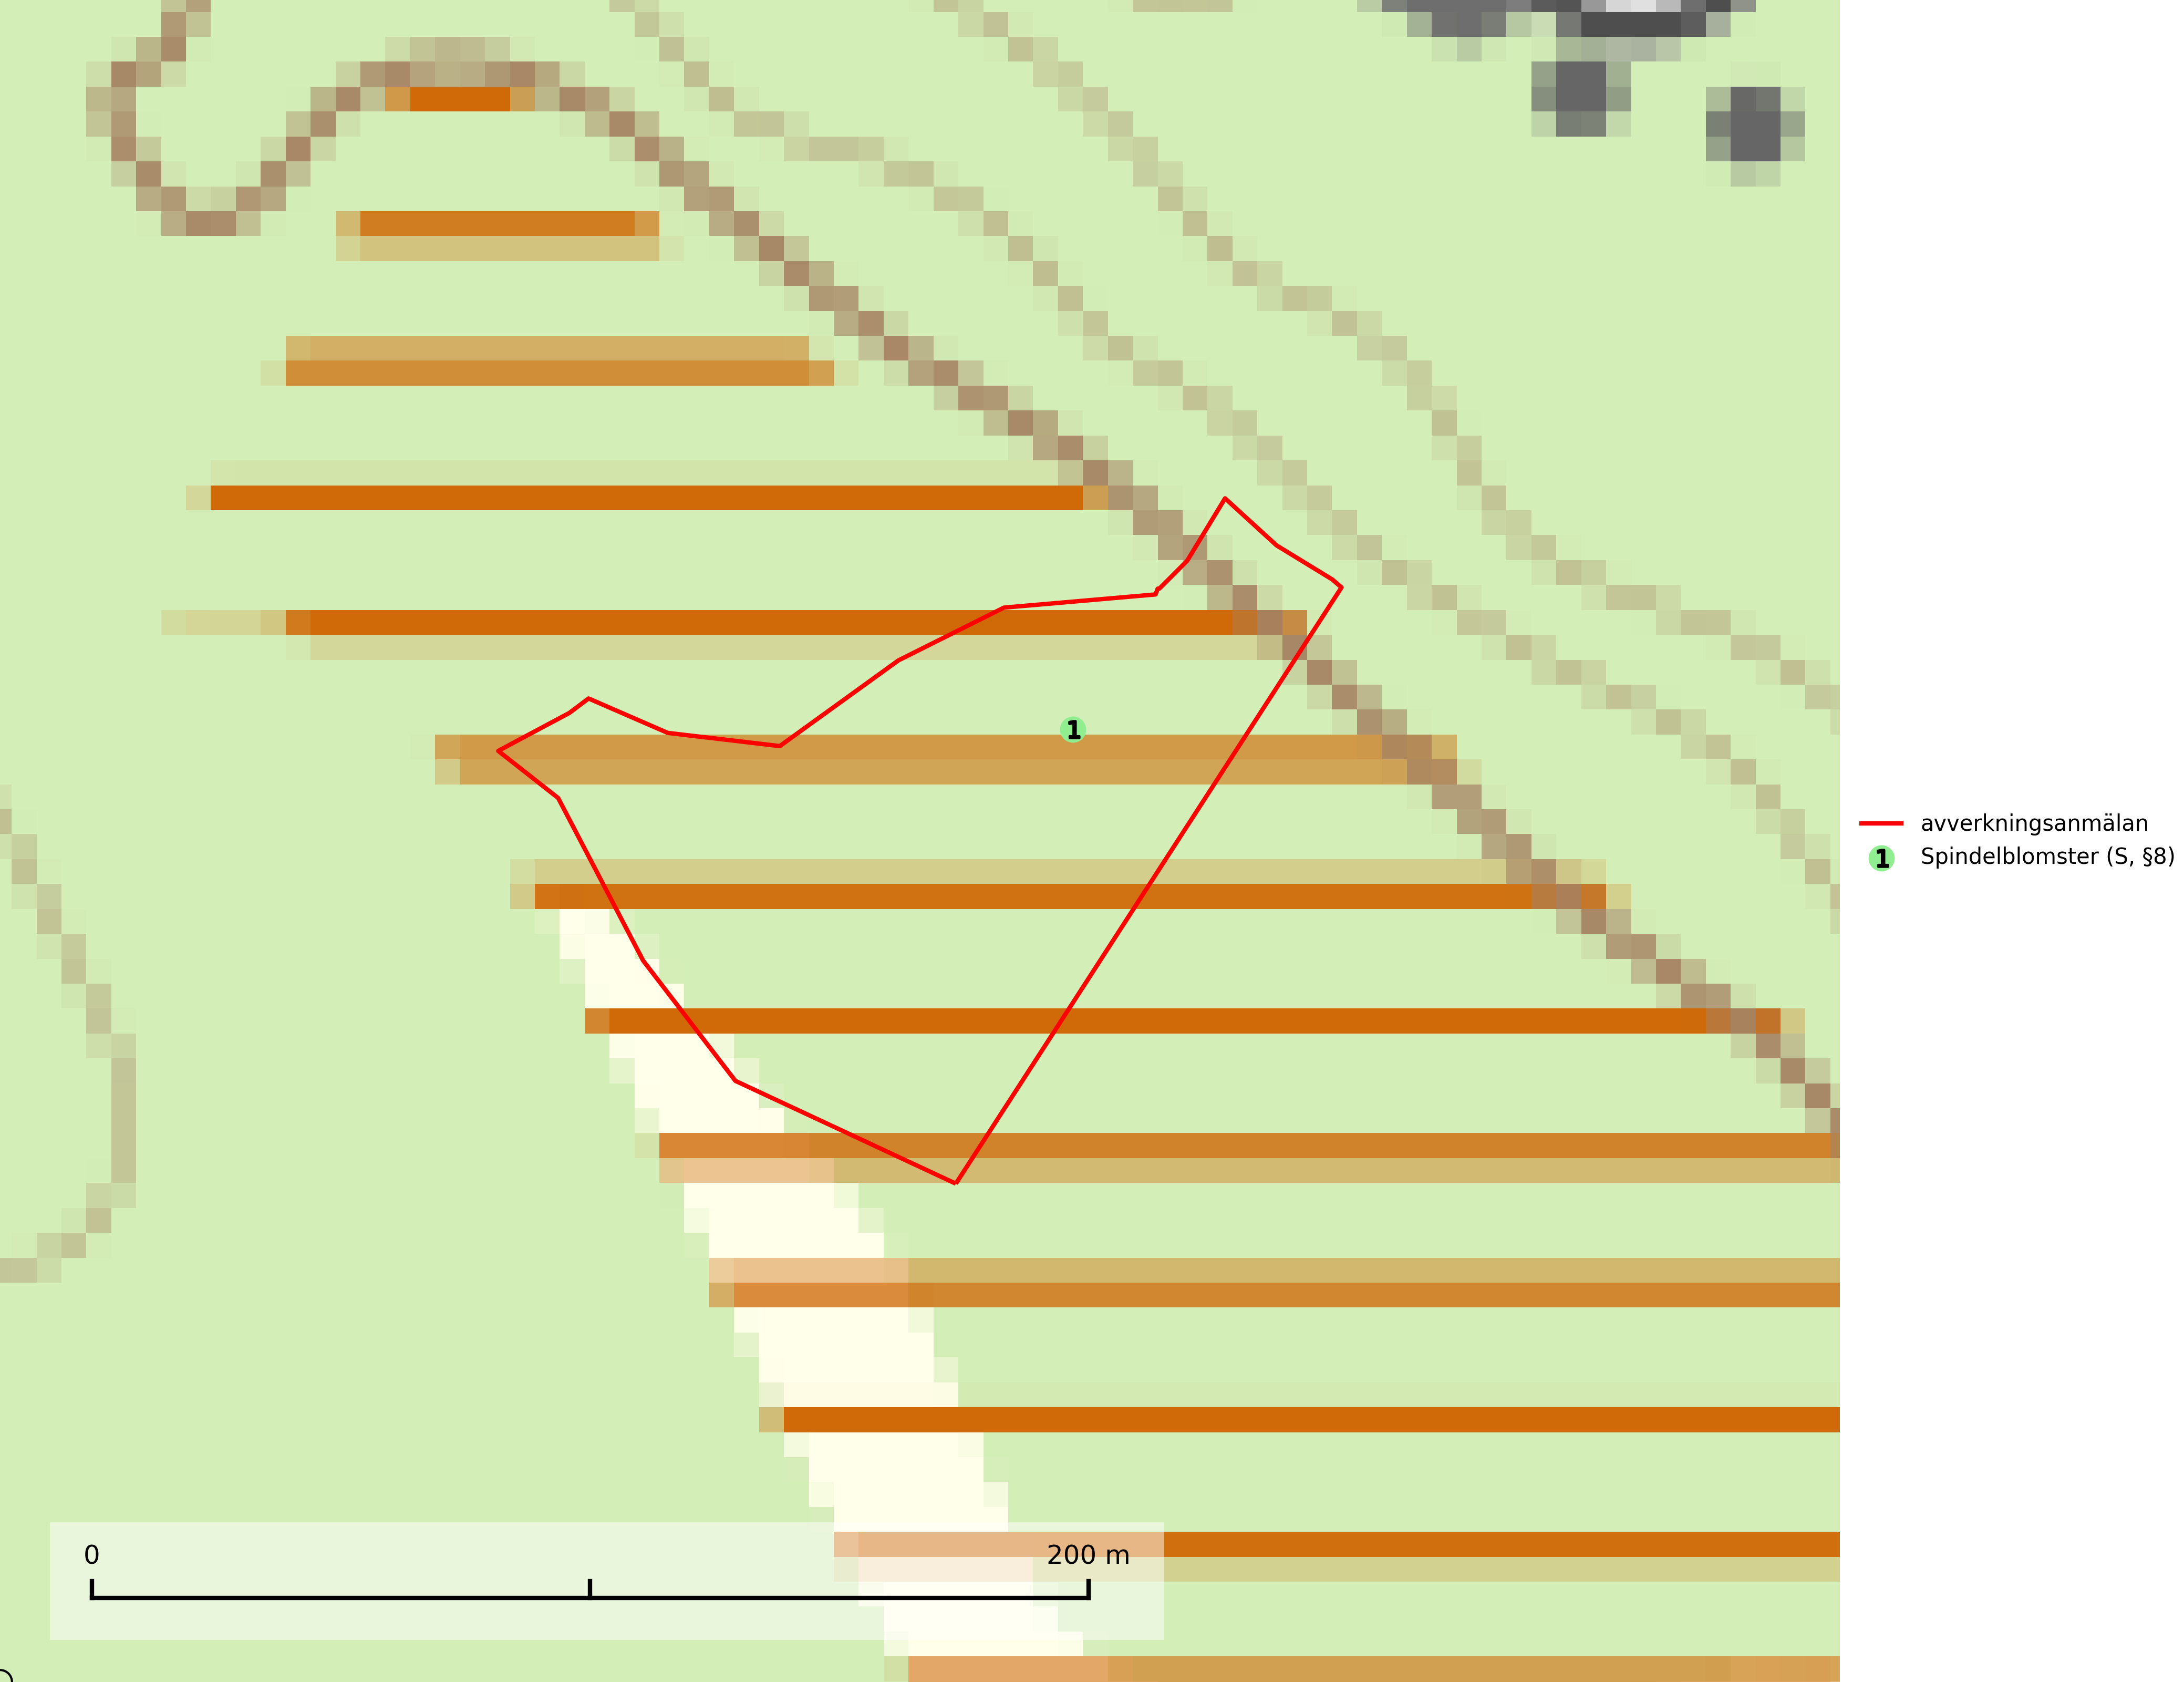 1
avverkningsanmälan
1 Spindelblomster (S, §8)
0 200 m